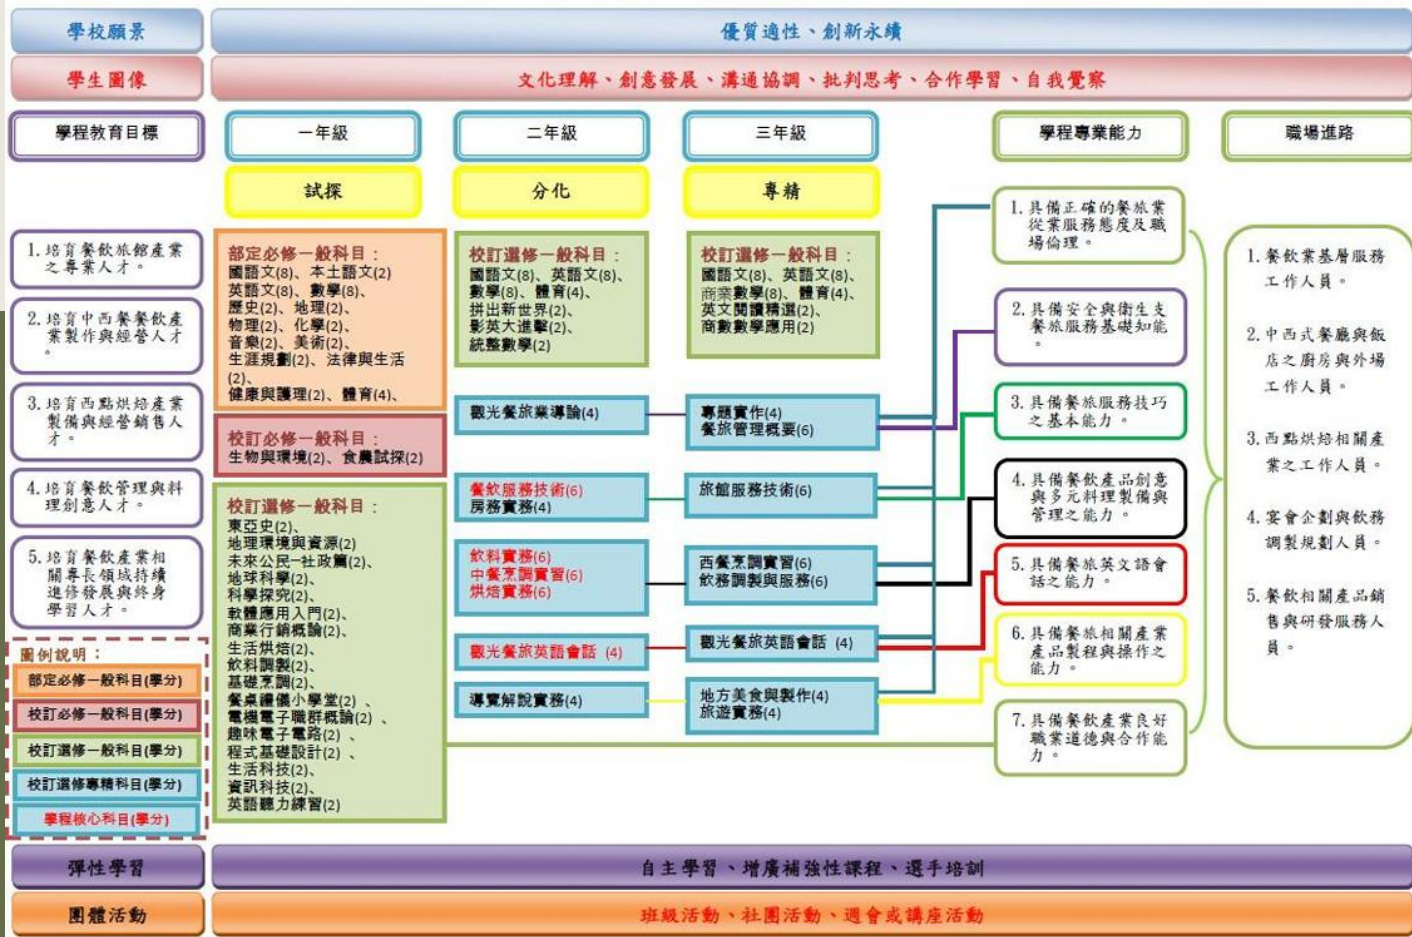 學校願景
優質適性、創新永續
學生圖像
文化理解、創意發展、溝通協調、批判思考、合作學習、自我覺察
學程教育目標
一年級
二年級
三年級
學程專業能力
職場進路
試探
分化
專精
1.培育餐飲旅館產業
之專業人才。
2.培育中西餐餐飲產
業製作與經營人才
。
3.培育西點烘焙產業
製備與經營銷售人
才。
4.培育餐飲管理與料
理創意人才。
5.培育餐飲產業相
關專長領域持續
進修發展與終身
學習人才。
圖例說明：
部定必修一般科目(學分)
校訂必修一般科目(學分)
校訂選修一般科目(學分)
校訂選修專精科目(學分)
學程核心科目(學分)
部定必修一般科目：
國語文(8)、本土語文(2)
英語文(8)、數學(8)、
歷史(2)、地理(2)、
物理(2)、化學(2)、
音樂(2)、美術(2)、
生涯規劃(2)、法律與生活
(2)、
健康與護理(2)、體育(4)、
校訂必修一般科目：
生物與環境(2)、食農試探(2)
校訂選修一般科目：
東亞史(2)、
地理環境與資源(2)
未來公民—社政篇(2)、
地球科學(2)、
科學探究(2)、
軟體應用入門(2)、
商業行銷概論(2)、
生活烘焙(2)、
飲料調製(2)、
基礎烹調(2)、
餐桌禮儀小學堂(2)、
電機電子職群概論(2) 、
趣味電子電路(2) 、
程式基礎設計(2) 、
生活科技(2)、
資訊科技(2)、
英語聽力練習(2)
校訂選修一般科目：
國語文(8)、英語文(8)、
數學(8)、體育(4)、
拼出新世界(2)、
影英大進擊(2)、
統整數學(2)
觀光餐旅業導論(4)
餐飲服務技術(6)
房務實務(4)
飲料實務(6)
中餐烹調實習(6)
烘焙實務(6)
觀光餐旅英語會話 (4)
導覽解說實務(4)
校訂選修一般科目：
國語文(8)、英語文(8)、
商業數學(8)、體育(4)、
英文閱讀精選(2)、
商數數學應用(2)
專題實作(4)
餐旅管理概要(6)
旅館服務技術(6)
西餐烹調實習(6)
飲務調製與服務(6)
觀光餐旅英語會話 (4)
地方美食與製作(4)
旅遊實務(4)
1.具備正確的餐旅業
從業服務態度及職
場倫理。
2.具備安全與衛生支
餐旅服務基礎知能
。
3.具備餐旅服務技巧
之基本能力。
4.具備餐飲產品創意
與多元料理製備與
管理之能力。
5.具備餐旅英文語會
話之能力。
6.具備餐旅相關產業
產品製程與操作之
能力。
7.具備餐飲產業良好
職業道德與合作能
力。
1.餐飲業基層服務
工作人員。
2.中西式餐廳與飯
店之廚房與外場
工作人員。
3.西點烘焙相關產
業之工作人員。
4.宴會企劃與飲務
調製規劃人員。
5.餐飲相關產品銷
售與研發服務人
員。
彈性學習
自主學習、增廣補強性課程、選手培訓
團體活動
班級活動、社團活動、週會或講座活動